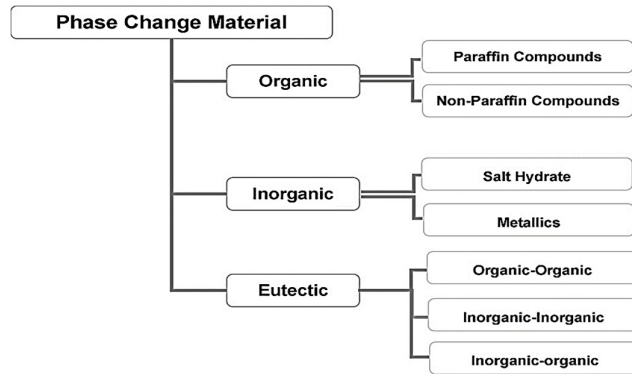 Phase Change Material
Organic
Paraffin Compounds
Non-Paraffin Compounds
Inorganic
Salt Hydrate
Metallics
Eutectic
Organic-Organic
Inorganic-Inorganic
Inorganic-organic